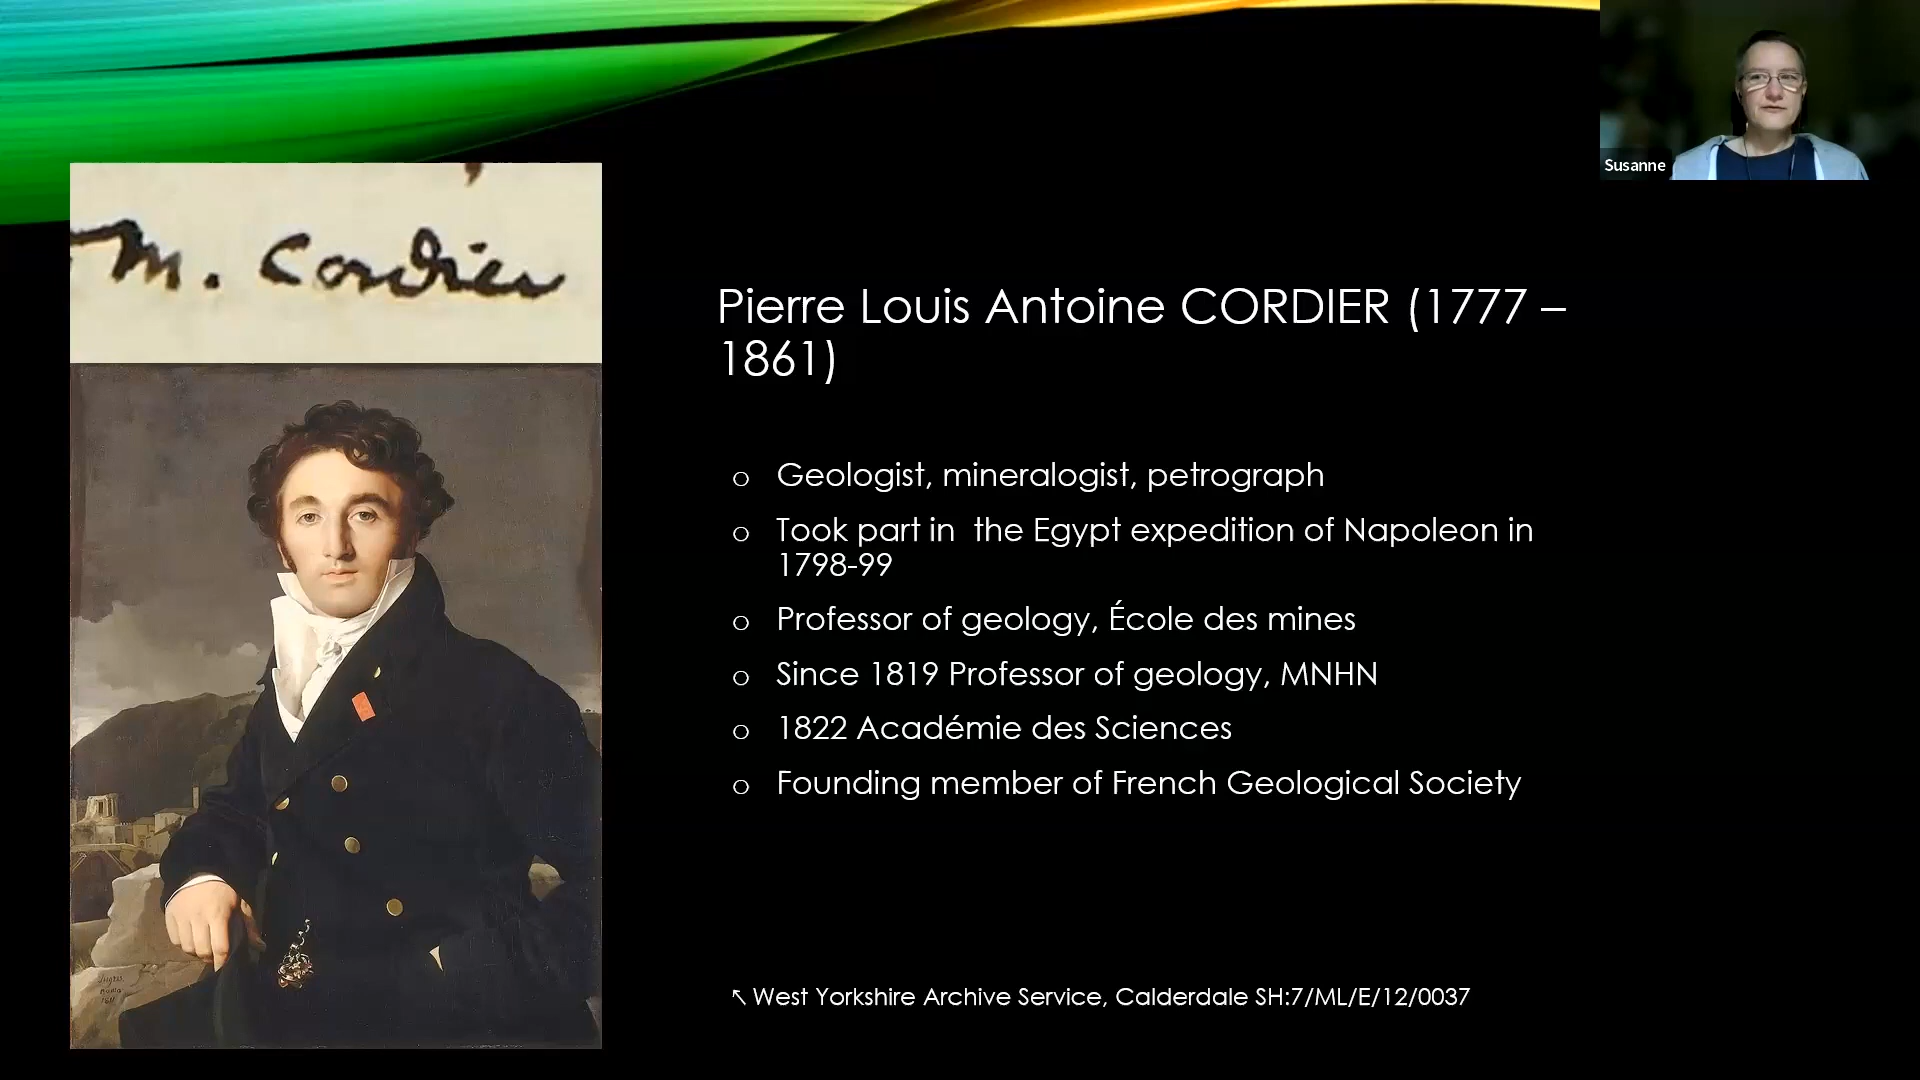 Susanne
M. Cordier
Pierre Louis Antoine CORDIER (1777 –
1861)
o Geologist, mineralogist, petrograph
o Took part in  the Egypt expedition of Napoleon in
1798-99
o Professor of geology, École des mines
o Since 1819 Professor of geology, MNHN
o 1822 Académie des Sciences
o Founding member of French Geological Society
↖ West Yorkshire Archive Service, Calderdale SH:7/ML/E/12/0037